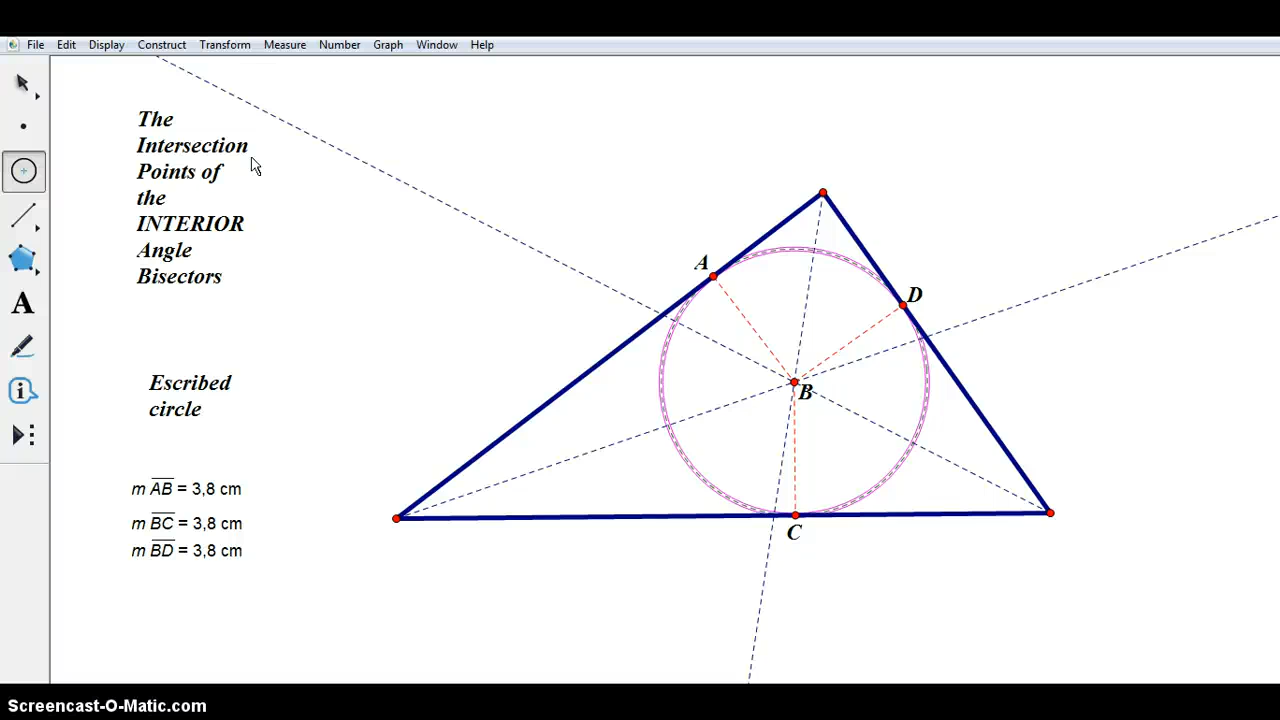 File Edit Display Construct Transform Measure Number Graph Window Help
The
Intersection
Points of
the
INTERIOR
Angle
Bisectors
A
D
B
Escribed
circle
A
m AB = 3,8 cm
m BC = 3,8 cm
C
m BD = 3,8 cm
Screencast-O-Matic.com